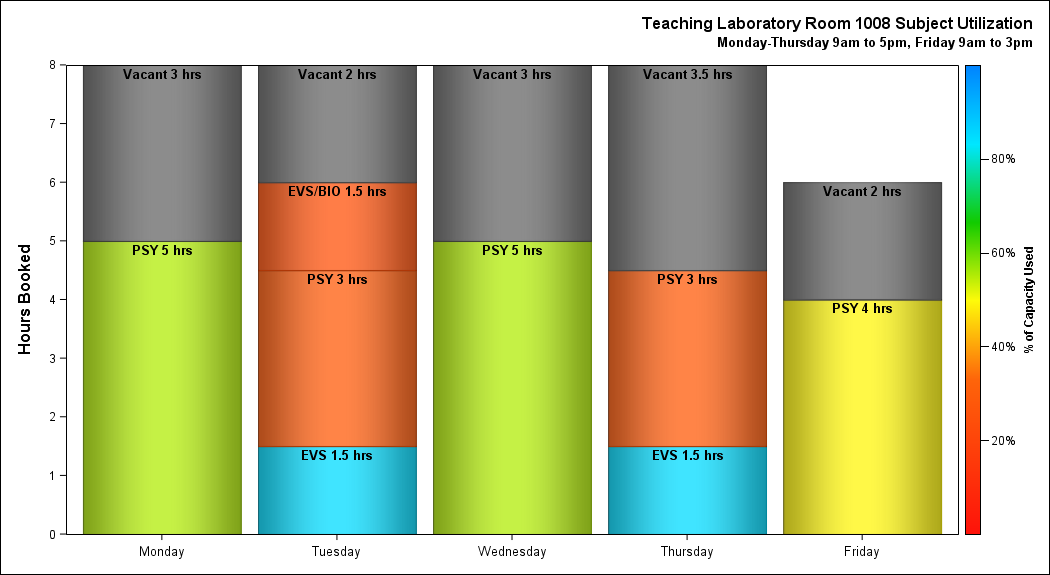 Teaching Laboratory Room 1008 Subject Utilization
Monday-Thursday 9am to 5pm, Friday 9am to 3pm
Hours Booked
8
7
6
5
4
3
2
1
0
Vacant 3 hrs
PSY 5 hrs
Vacant 2 hrs
EVS/BIO 1.5 hrs
PSY 3 hrs
EVS 1.5 hrs
Vacant 3 hrs
PSY 5 hrs
Vacant 3.5 hrs
PSY 3 hrs
EVS 1.5 hrs
Vacant 2 hrs
PSY 4 hrs
Monday
Tuesday
Wednesday
Thursday
Friday
80%
60%
40%
20%
% of Capacity Used